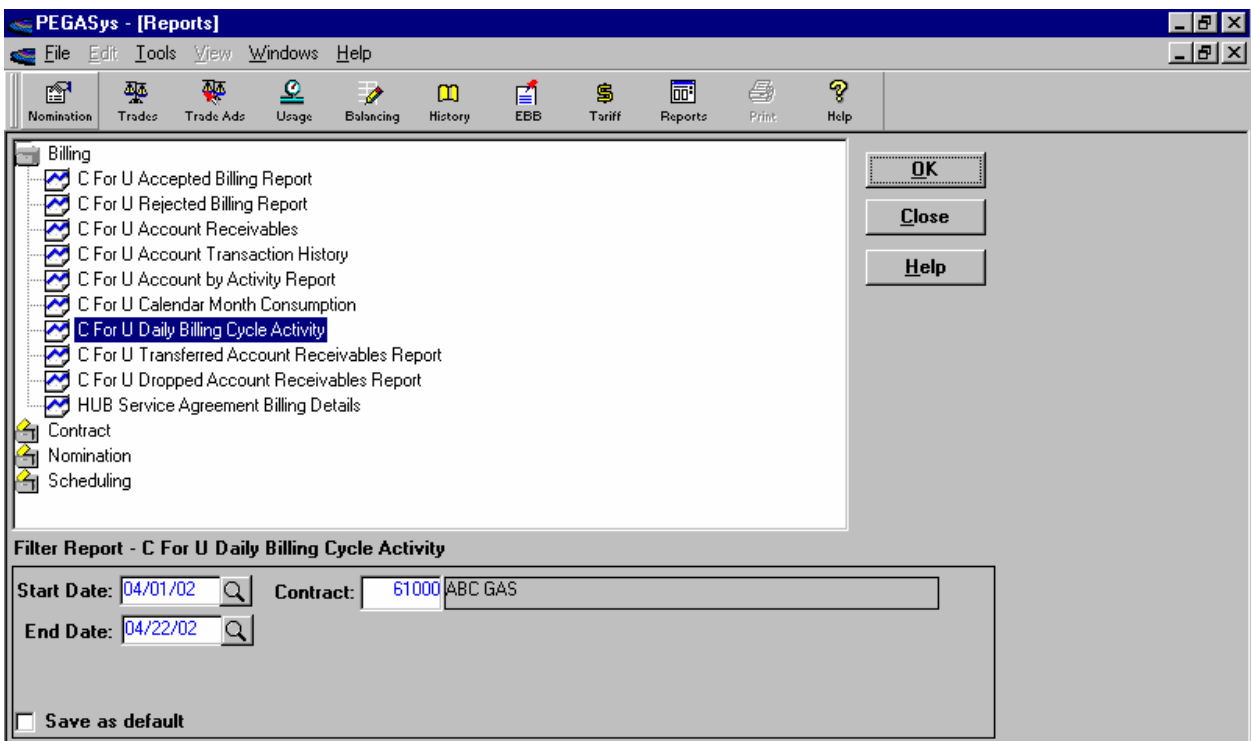 PEGASys - [Reports]
File Edit Tools View Windows Help
Nomination Trades Trade Ads Usage Balancing History EBB Tariff Reports Print Help
Billing
C For U Accepted Billing Report
C For U Rejected Billing Report
C For U Account Receivables
C For U Account Transaction History
C For U Account by Activity Report
C For U Calendar Month Consumption
C For U Daily Billing Cycle Activity
C For U Transferred Account Receivables Report
C For U Dropped Account Receivables Report
HUB Service Agreement Billing Details
Contract
Nomination
Scheduling
OK
Close
Help
Filter Report - C For U Daily Billing Cycle Activity
Start Date: 04/01/02 Contract: 61000 ABC GAS
End Date: 04/22/02
Save as default